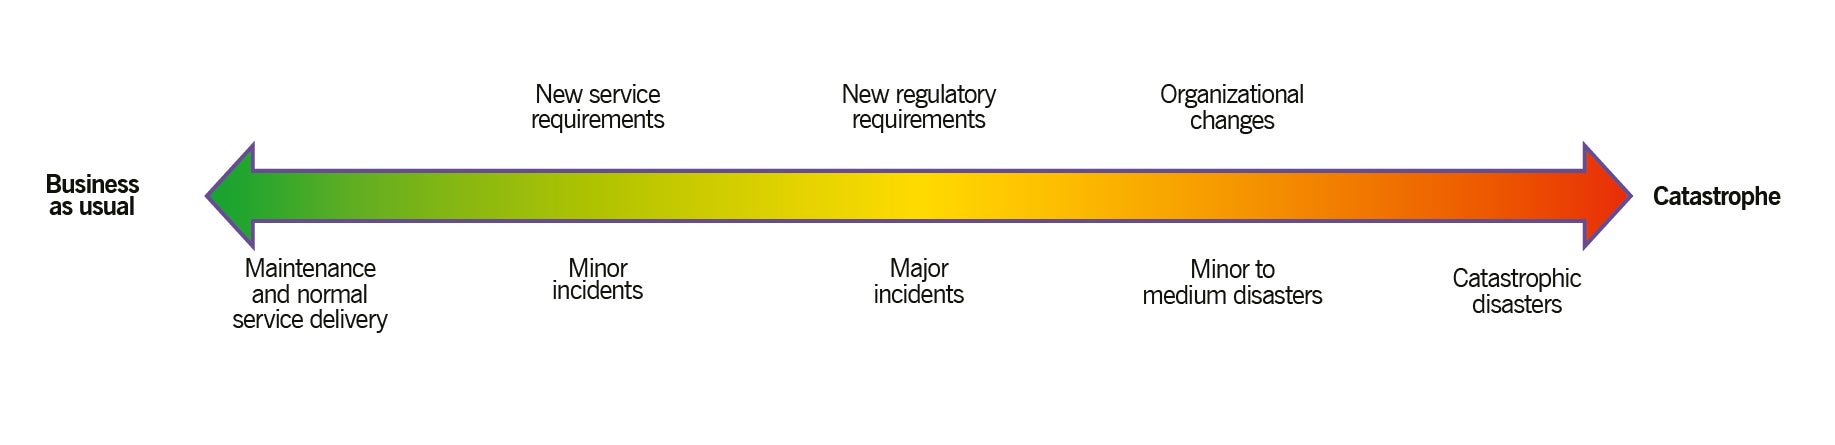 New service
requirements
New regulatory
requirements
Organizational
changes
Business
as usual
Catastrophe
Maintenance
and normal
service delivery
Minor
incidents
Major
incidents
Minor to
medium disasters
Catastrophic
disasters